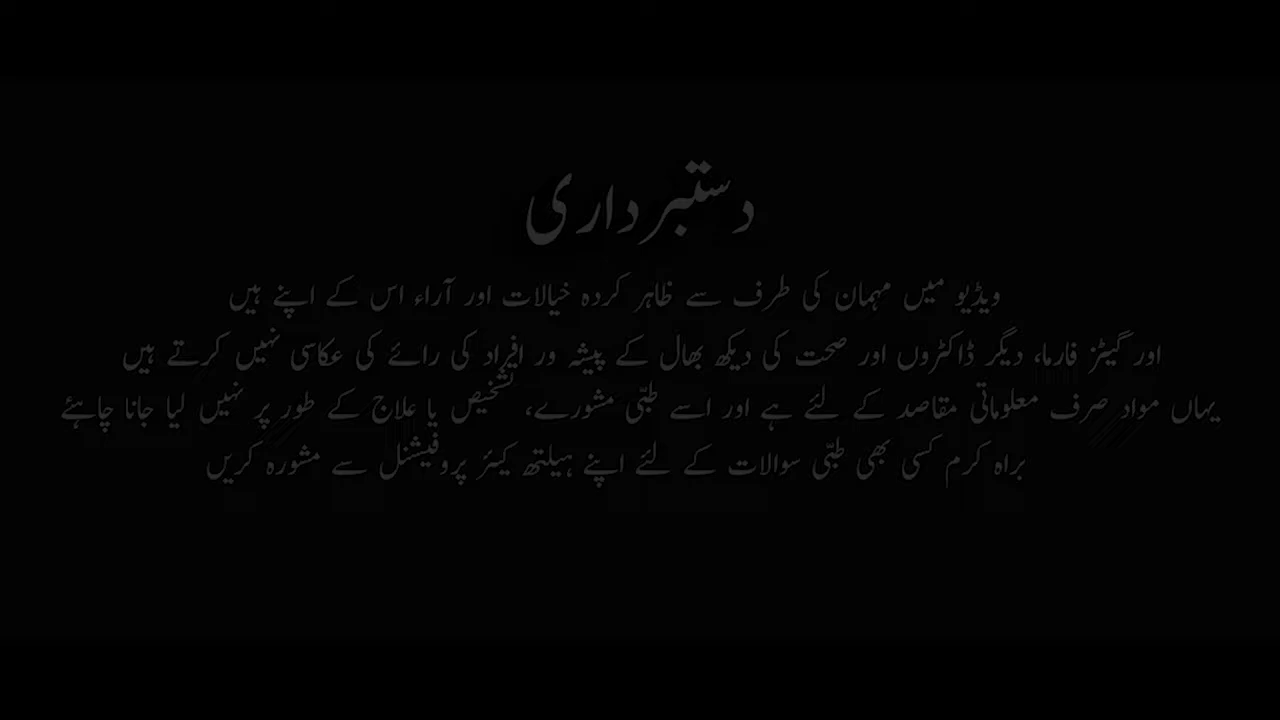 دستبرداری
ویڈیو میں مہمان کی طرف سے ظاہر کردہ خیالات اور آراء اس کے اپنے ہیں
اور گیٹز فارما، دیگر ڈاکٹروں اور صحت کی دیکھ بھال کے پیشہ ور افراد کی رائے کی عکاسی نہیں کرتے ہیں
یہاں مواد صرف معلوماتی مقاصد کے لئے ہے اور اسے طبّی مشورے، تشخیص یا علاج کے طور پر نہیں لیا جانا چاہئے
براہ کرم کسی بھی طبّی سوالات کے لئے اپنے ہیلتھ کیئر پروفیشنل سے مشورہ کریں